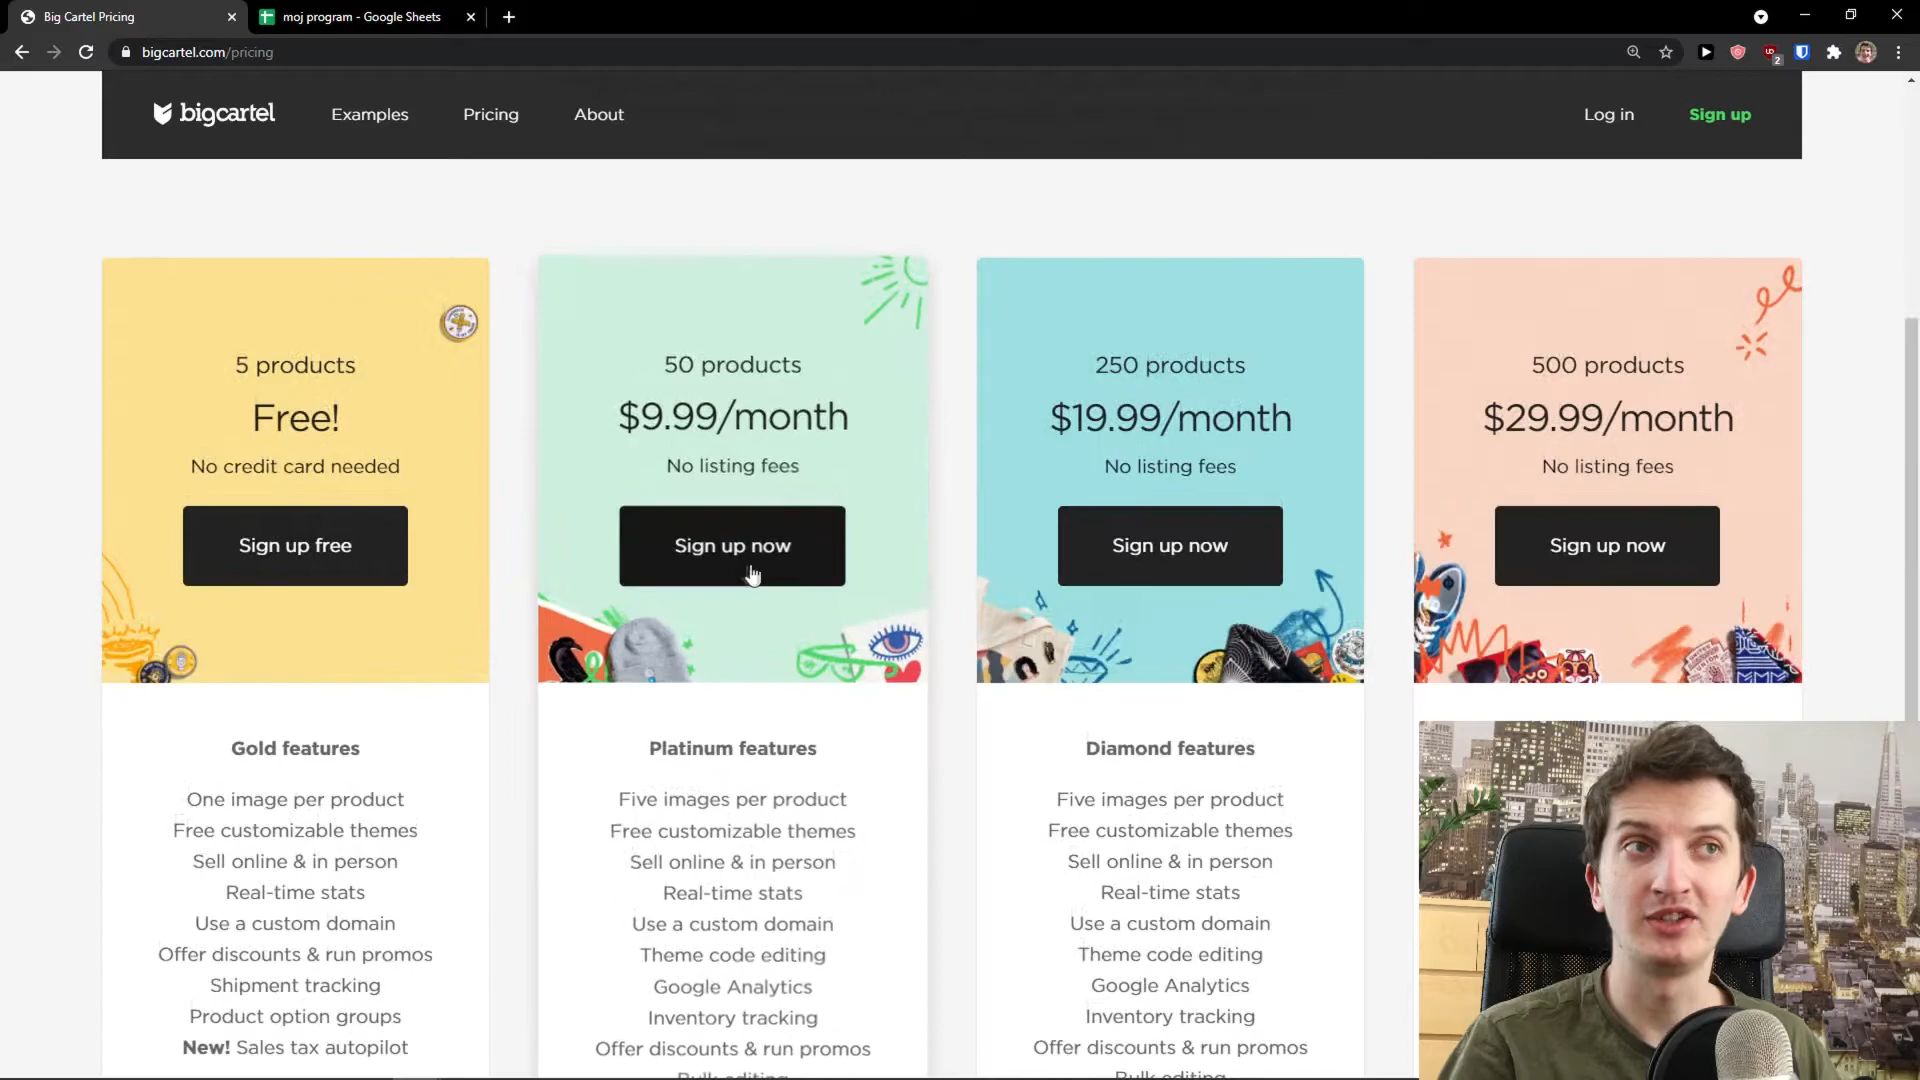 Big Cartel Pricing
moj program - Google Sheets
bigcartel.com/pricing
2
bigcartel
Examples
Pricing
About
Log in
Sign up
5 products
Free!
No credit card needed
Sign up free
50 products
$9.99/month
No listing fees
Sign up now
250 products
$19.99/month
No listing fees
Sign up now
500 products
$29.99/month
No listing fees
Sign up now
Gold features
One image per product
Free customizable themes
Sell online & in person
Real-time stats
Use a custom domain
Offer discounts & run promos
Shipment tracking
Product option groups
New! Sales tax autopilot
Platinum features
Five images per product
Free customizable themes
Sell online & in person
Real-time stats
Use a custom domain
Theme code editing
Google Analytics
Inventory tracking
Offer discounts & run promos
Bulk editing
Diamond features
Five images per product
Free customizable themes
Sell online & in person
Real-time stats
Use a custom domain
Theme code editing
Google Analytics
Inventory tracking
Offer discounts & run promos
Bulk editing